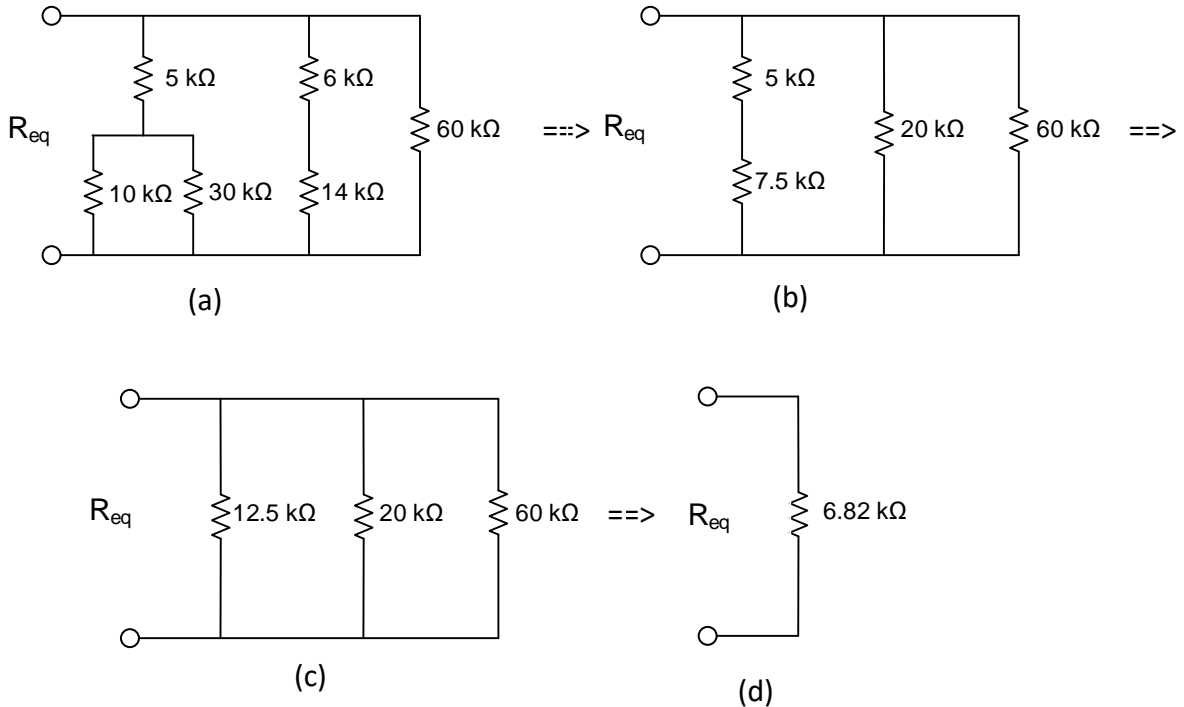 5 kΩ
6 kΩ
R_eq
60 kΩ
==>
10 kΩ
30 kΩ
14 kΩ
(a)
R_eq
5 kΩ
20 kΩ
60 kΩ
==>
7.5 kΩ
(b)
R_eq
12.5 kΩ
20 kΩ
60 kΩ
==>
(c)
R_eq
6.82 kΩ
(d)